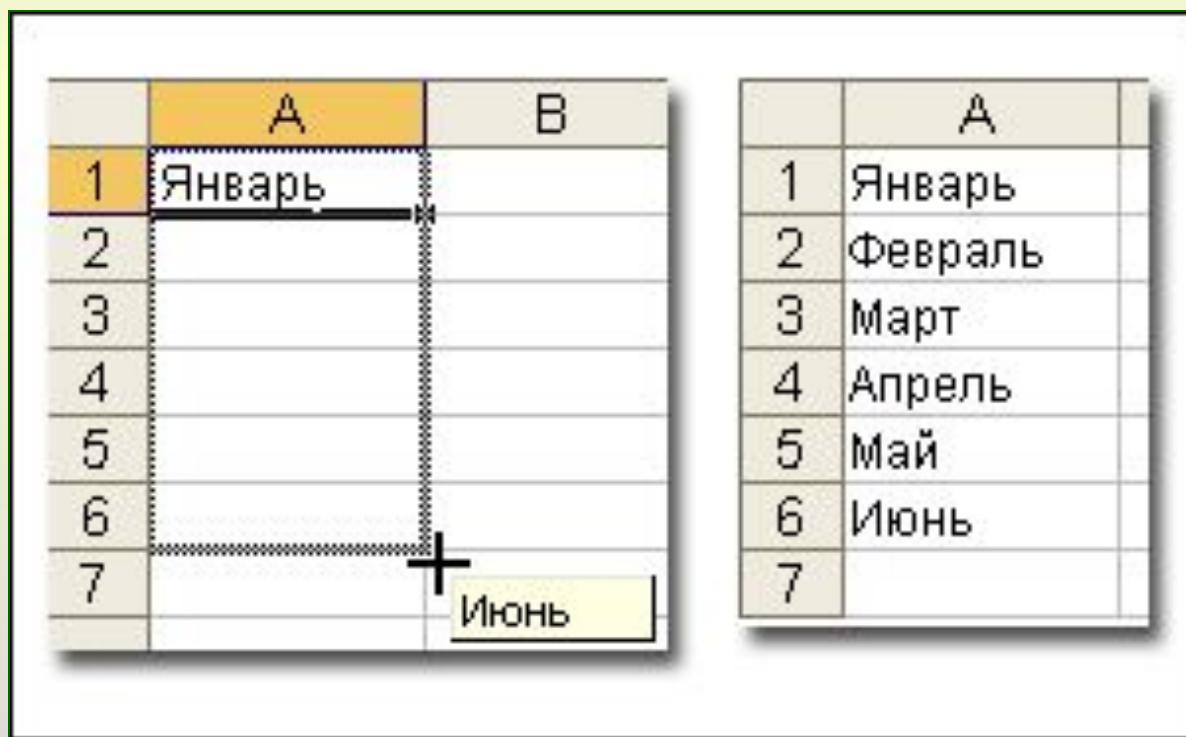 A B
1 Январь
2
3
4
5
6
7
Июнь
A
1 Январь
2 Февраль
3 Март
4 Апрель
5 Май
6 Июнь
7